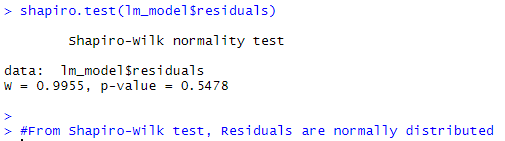 > shapiro.test(lm_model$residuals)
Shapiro-Wilk normality test
data:  lm_model$residuals
W = 0.9955, p-value = 0.5478
>
> #From Shapiro-Wilk test, Residuals are normally distributed